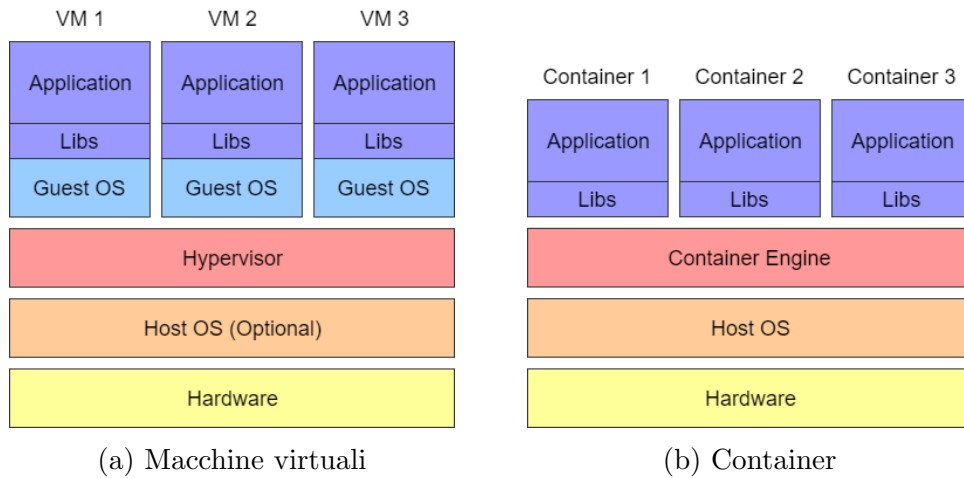 VM 1
VM 2
VM 3
Application
Application
Application
Libs
Libs
Libs
Guest OS
Guest OS
Guest OS
Hypervisor
Host OS (Optional)
Hardware
(a) Macchine virtuali
Container 1
Container 2
Container 3
Application
Application
Application
Libs
Libs
Libs
Container Engine
Host OS
Hardware
(b) Container